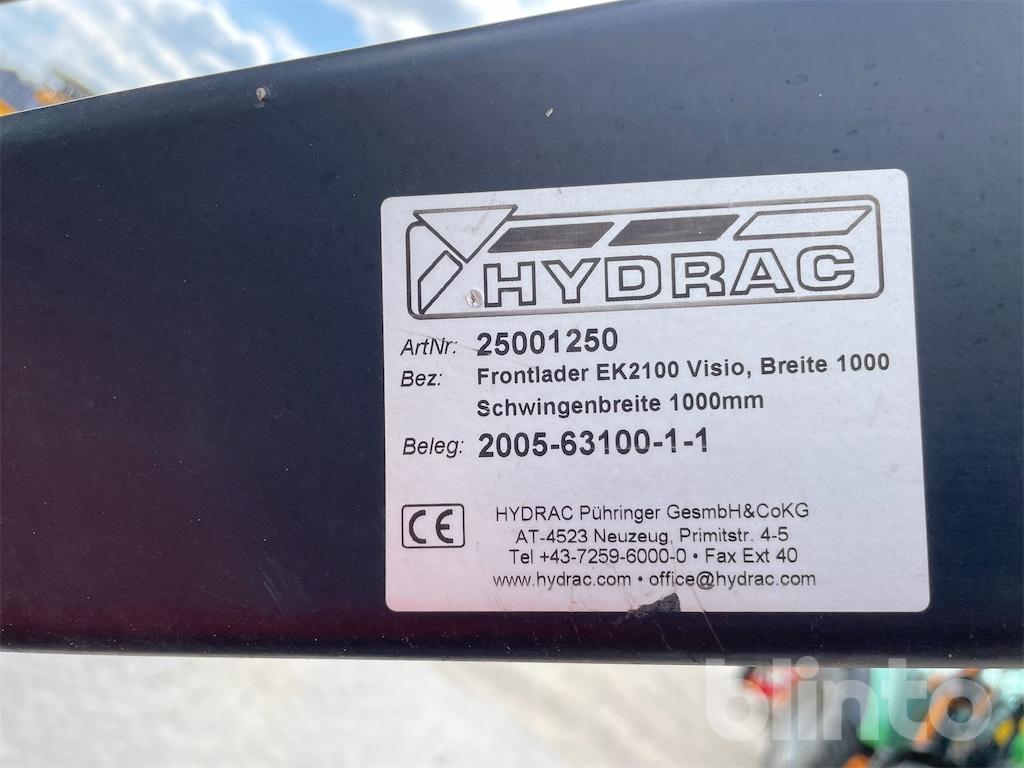 HYDRAC
ArtNr: 25001250
Bez: Frontlader EK2100 Visio, Breite 1000
Schwingenbreite 1000mm
Beleg: 2005-63100-1-1
CE
HYDRAC Pühringer GesmbH&CoKG
AT-4523 Neuzeug, Primitstr. 4-5
Tel +43-7259-6000-0 • Fax Ext 40
www.hydrac.com • office@hydrac.com
blinto